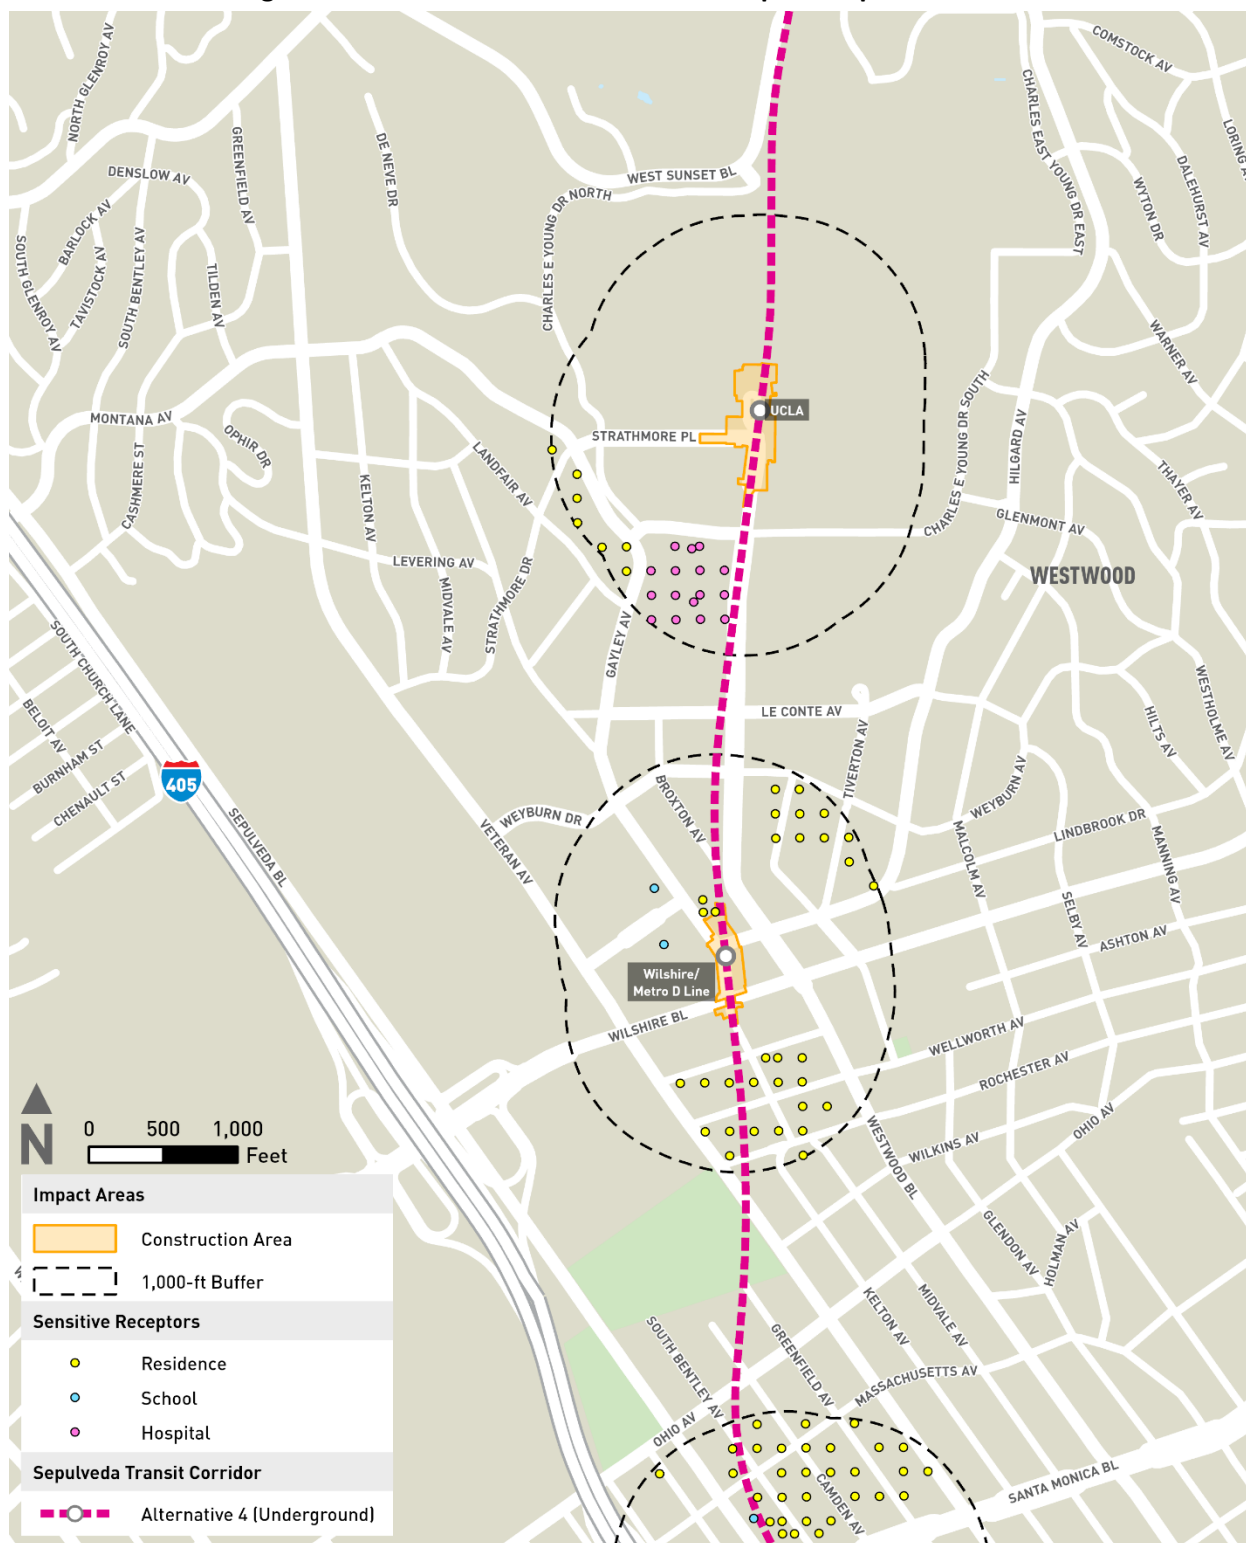 NORTH GLENROY AV
COMSTOCK AV
CHARLES EAST YOUNG DR EAST
LORING A
DALEHURST AV
WYTON DR
GREENFIELD AV
DE NEVE DR
DENSLOW AV
WEST SUNSET BL
CHARLES E YOUNG DR NORTH
BARLOCK AV
SOUTH GLENROY AV
TAVISTOCK AV
SOUTH BENTLEY AV
TILDEN AV
WARNER AV
UCLA
MONTANA AV
OPHIR DR
CASHMERE ST
LANDFAIR AV
STRATHMORE PL
CHARLES E YOUNG DR SOUTH
HILGARD AV
THAYER AV
KELTON AV
GLENMONT AV
LEVERING AV
MIDVALE AV
STRATHMORE DR
WESTWOOD
GAYLEY AV
SOUTH CHURCH LANE
BELOIT AV
BURNHAM ST
CHENAULT ST
LE CONTE AV
WESTHOLME AV
HILTS AV
TIVERTON AV
405
SEPULVEDA BL
BROXTON AV
WEYBURN DR
WEYBURN AV
VETERAN AV
LINDBROOK DR
MALCOLM AV
MANNING AV
SELBY AV
ASHTON AV
Wilshire/
Metro D Line
WILSHIRE BL
WELLWORTH AV
ROCHESTER AV
OHIO AV
WILKINS AV
WESTWOOD BL
GLENDON AV
HOLMAN AV
N
0 500 1,000
Feet
KELTON AV
MIDVALE AV
SOUTH BENTLEY AV
GREENFIELD AV
MASSACHUSETTS AV
OHIO AV
CAMDEN AV
SANTA MONICA BL
Impact Areas
Construction Area
1,000-ft Buffer
Sensitive Receptors
Residence
School
Hospital
Sepulveda Transit Corridor
Alternative 4 (Underground)